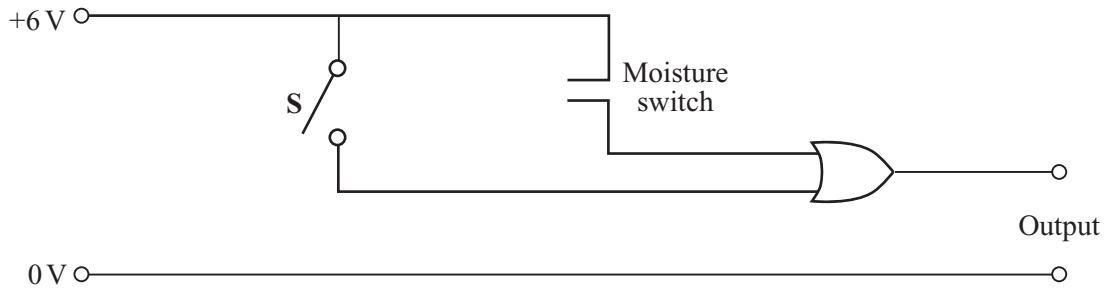 +6 V
S
Moisture
switch
Output
0 V